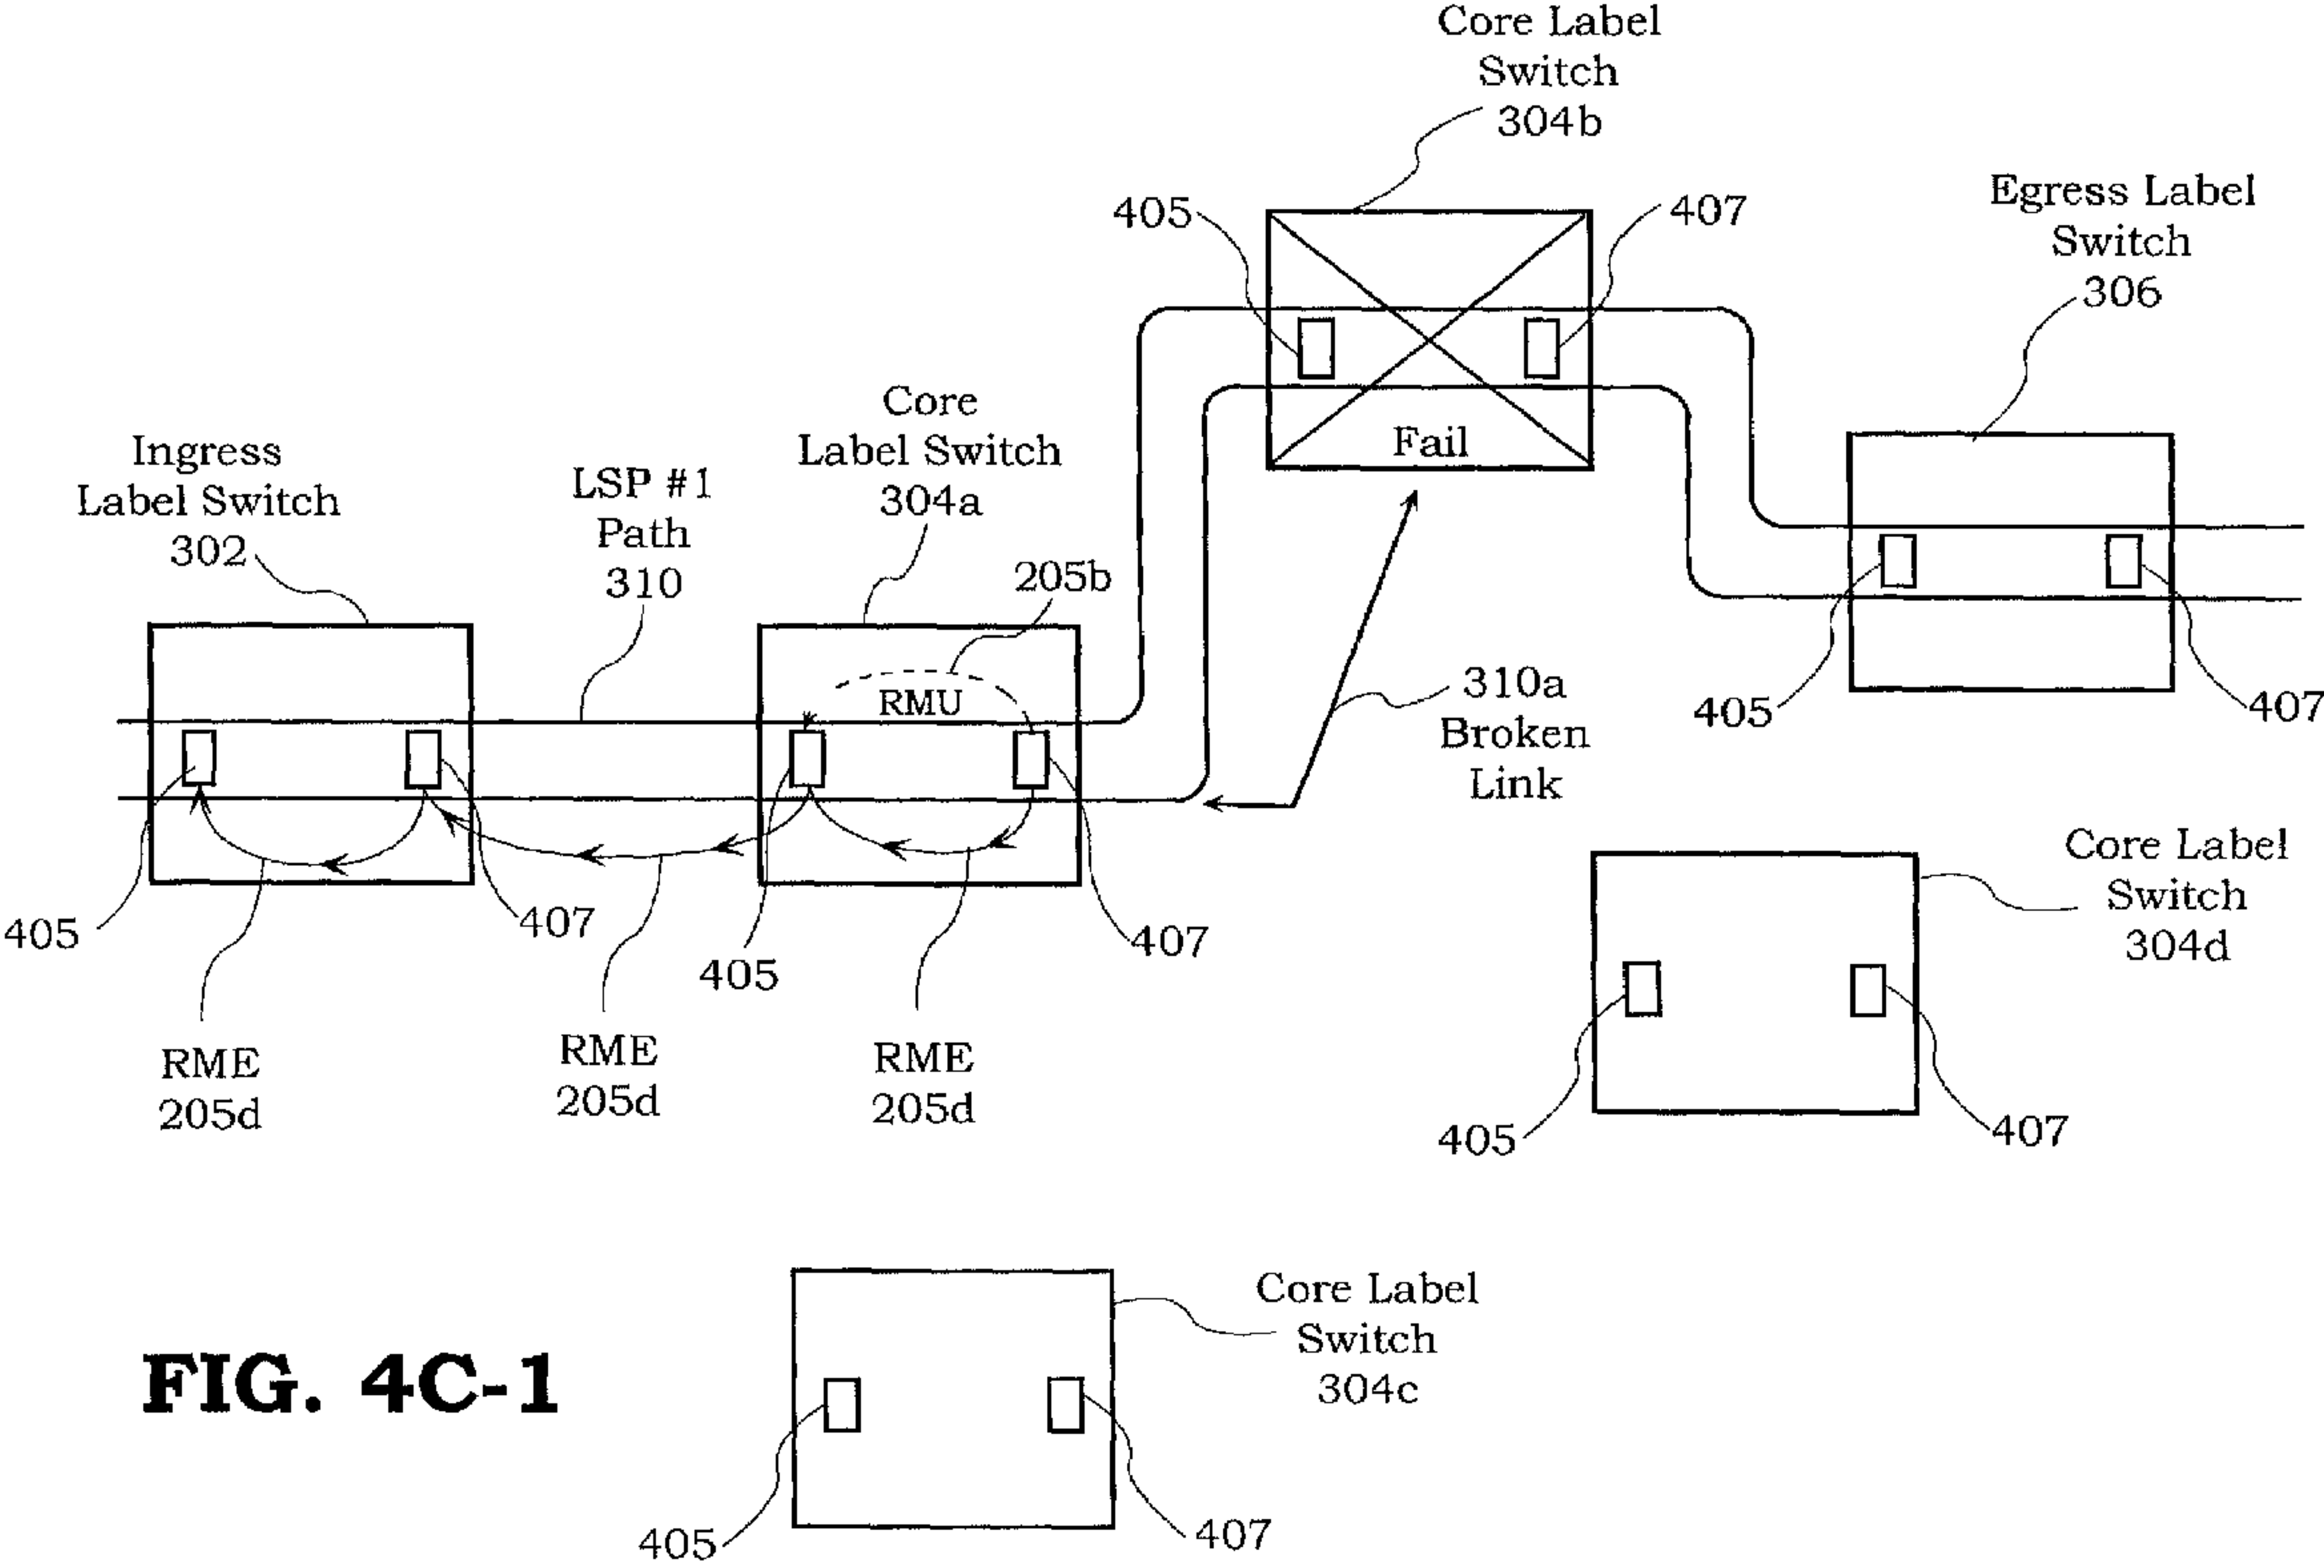 Core Label
Switch
304b
405
407
Egress Label
Switch
306
Core
Label Switch
304a
Ingress
Label Switch
302
LSP #1
Path
310
Fail
205b
RMU
310a
Broken
Link
405
407
405
407
405
407
RME
205d
RME
205d
RME
205d
Core Label
Switch
304d
405
407
Core Label
Switch
304c
405
407
FIG. 4C-1